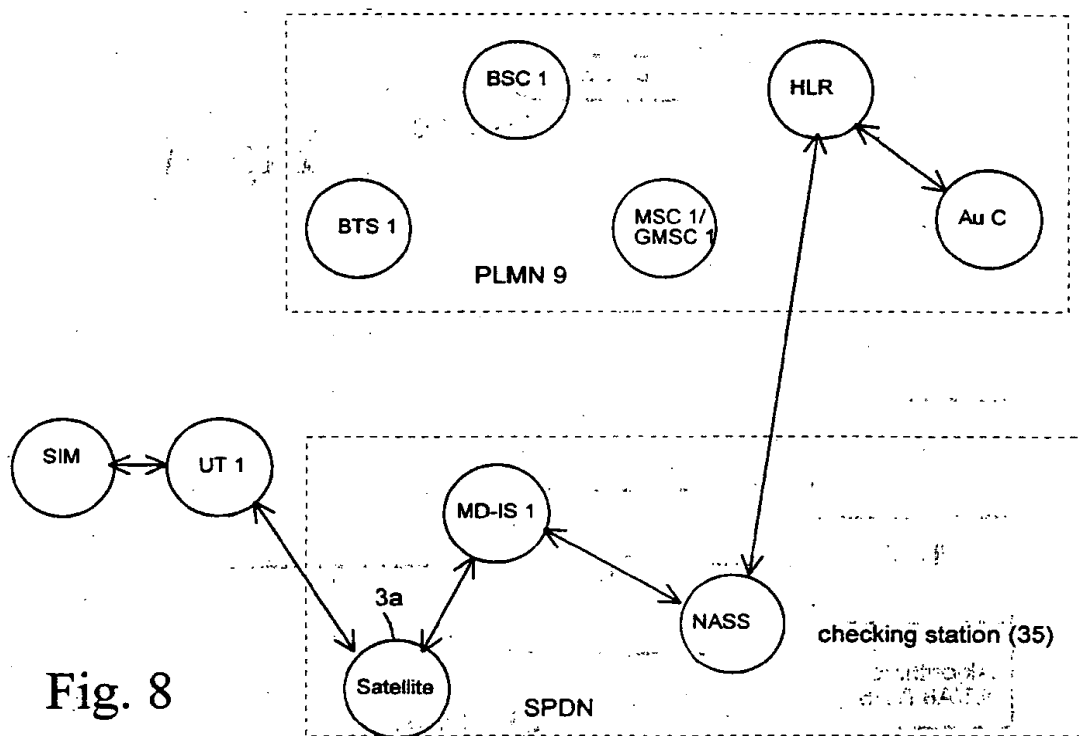 BSC 1
HLR
BTS 1
MSC 1/
GMSC 1
Au C
PLMN 9
SIM
UT 1
MD-IS 1
3a
NASS
checking station (35)
Satellite
SPDN
Fig. 8